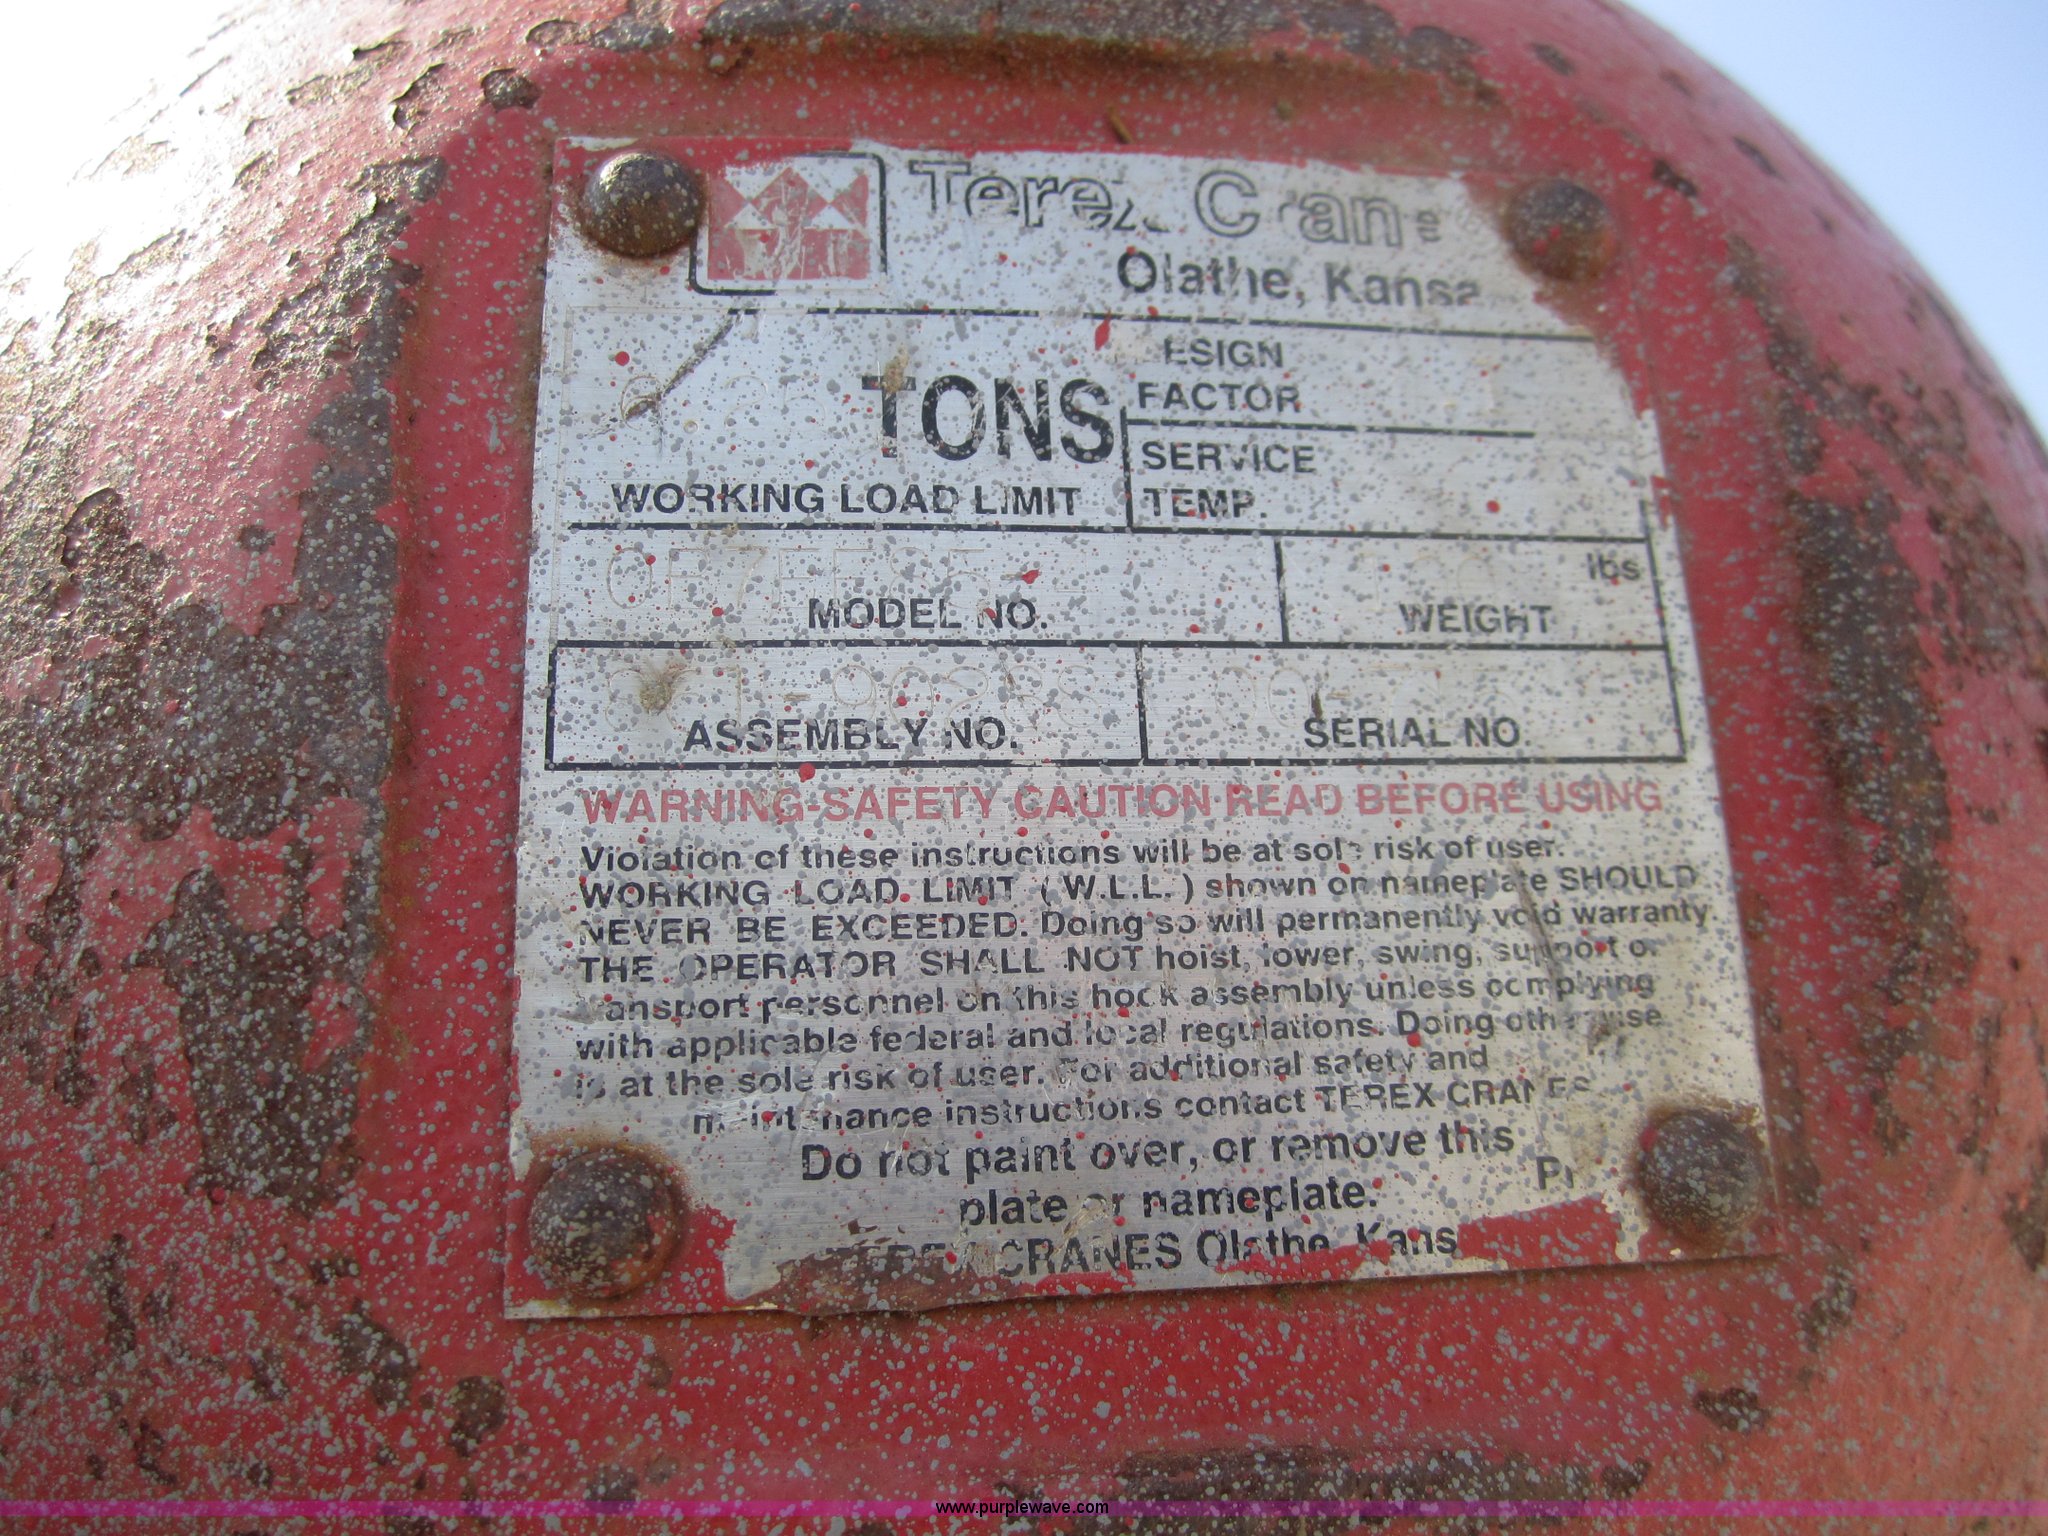 Terex Crane
Olathe, Kansa
ESIGN
FACTOR
TONS
SERVICE
TEMP.
WORKING LOAD LIMIT
lbs
MODEL NO.
WEIGHT
ASSEMBLY NO.
SERIAL NO.
WARNING-SAFETY CAUTION READ BEFORE USING
Violation of these instructions will be at sole risk of user.
WORKING LOAD LIMIT (W.L.L.) shown on nameplate SHOULD
NEVER BE EXCEEDED. Doing so will permanently void warranty.
THE OPERATOR SHALL NOT hoist, lower, swing, support or
transport personnel on this hook assembly unless complying
with applicable federal and local regulations. Doing otherwise
is at the sole risk of user. For additional safety and
maintenance instructions contact TEREX CRANES
Do not paint over, or remove this
plate or nameplate.
TEREX CRANES Olathe, Kans
www.purplewave.com